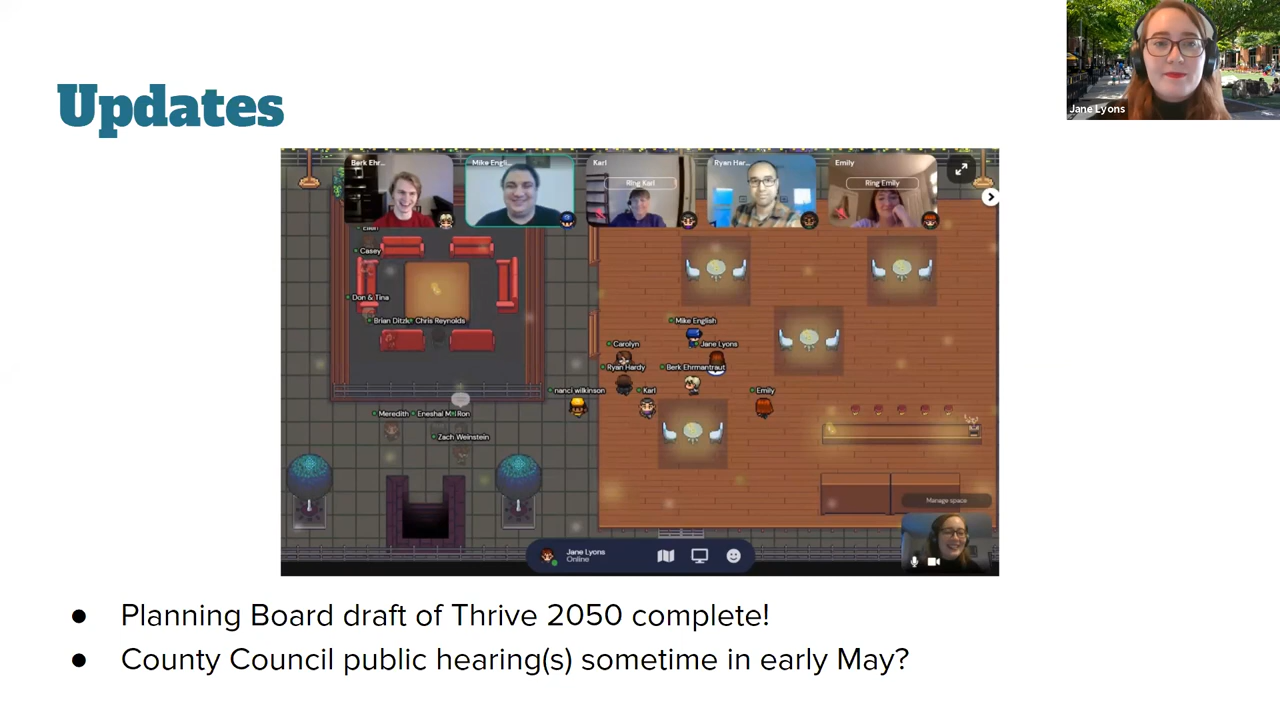 Jane Lyons
Updates
Berk Ehr...
Mike Engli...
Karl
Ryan Har...
Emily
Ring Karl
Ring Emily
Casey
Don & Tina
Brian Ditzk
Chris Reynolds
Mike English
Carolyn
Jane Lyons
Ryan Hardy
Berk Ehrmantraut
nanci wilkinson
Karl
Emily
Meredith
Eneshal M
Ron
Zach Weinstein
Manage space
Jane Lyons
Online
● Planning Board draft of Thrive 2050 complete!
● County Council public hearing(s) sometime in early May?